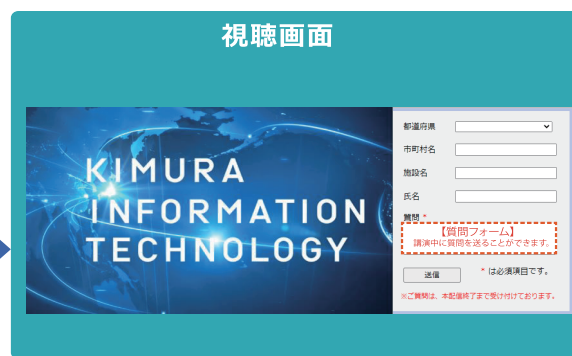 視聴画面
KIMURA
INFORMATION
TECHNOLOGY
都道府県
市町村名
施設名
氏名
質問 *
【質問フォーム】
講演中に質問を送ることができます。
送信
* は必須項目です。
※ご質問は、本配信終了まで受け付けております。